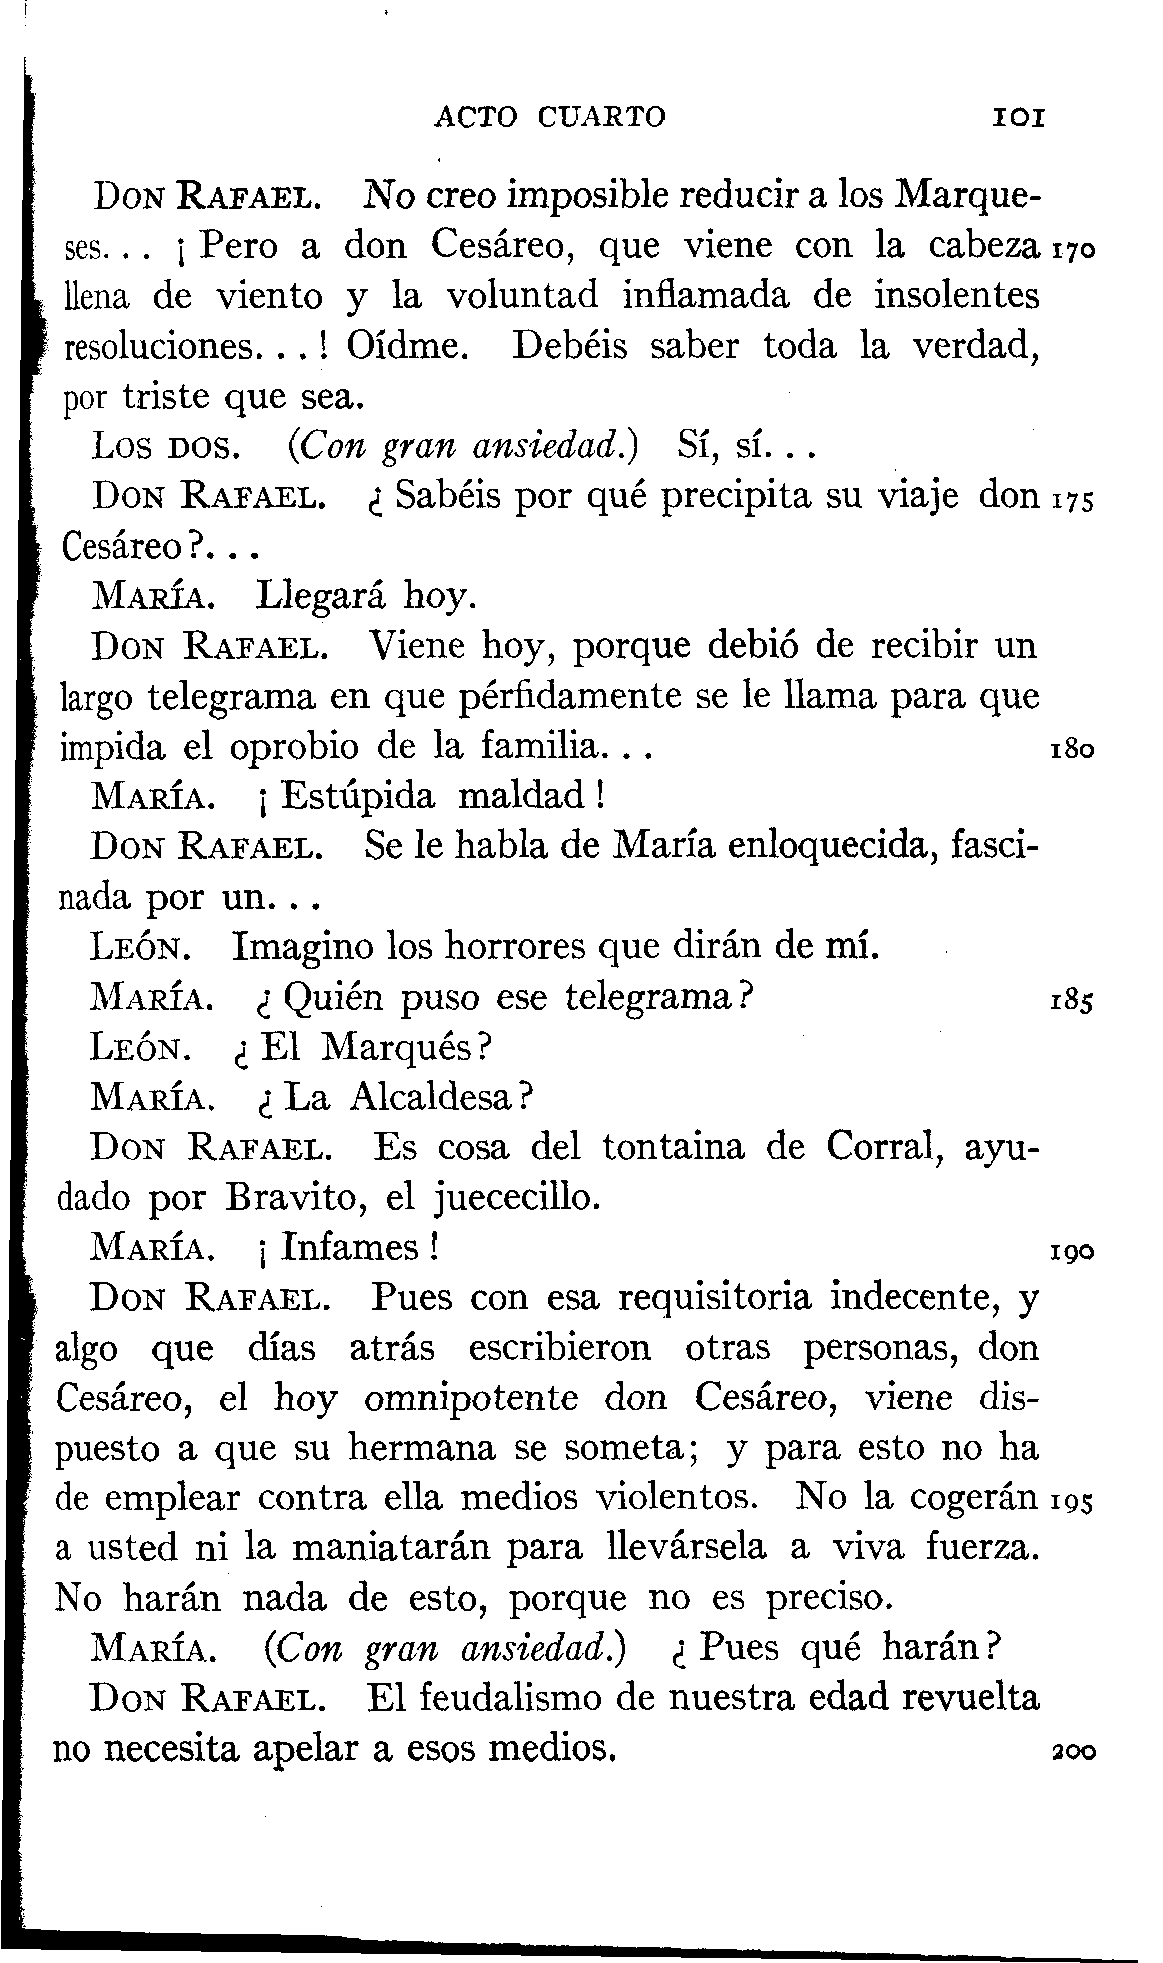 ACTO CUARTO 101
DON RAFAEL. No creo imposible reducir a los Marque-
ses. . . ¡ Pero a don Cesáreo, que viene con la cabeza 170
llena de viento y la voluntad inflamada de insolentes
resoluciones. . . ! Oídme. Debéis saber toda la verdad,
por triste que sea.
LOS DOS. (Con gran ansiedad.) Sí, sí. . .
DON RAFAEL. ¿ Sabéis por qué precipita su viaje don 175
Cesáreo ?. . .
MARÍA. Llegará hoy.
DON RAFAEL. Viene hoy, porque debió de recibir un
largo telegrama en que pérfidamente se le llama para que
impida el oprobio de la familia. . . 180
MARÍA. ¡ Estúpida maldad !
DON RAFAEL. Se le habla de María enloquecida, fasci-
nada por un. . .
LEÓN. Imagino los horrores que dirán de mí.
MARÍA. ¿ Quién puso ese telegrama ? 185
LEÓN. ¿ El Marqués ?
MARÍA. ¿ La Alcaldesa ?
DON RAFAEL. Es cosa del tontaina de Corral, ayu-
dado por Bravito, el juececillo.
MARÍA. ¡ Infames ! 190
DON RAFAEL. Pues con esa requisitoria indecente, y
algo que días atrás escribieron otras personas, don
Cesáreo, el hoy omnipotente don Cesáreo, viene dis-
puesto a que su hermana se someta; y para esto no ha
de emplear contra ella medios violentos. No la cogerán 195
a usted ni la maniatarán para llevársela a viva fuerza.
No harán nada de esto, porque no es preciso.
MARÍA. (Con gran ansiedad.) ¿ Pues qué harán ?
DON RAFAEL. El feudalismo de nuestra edad revuelta
no necesita apelar a esos medios. 200